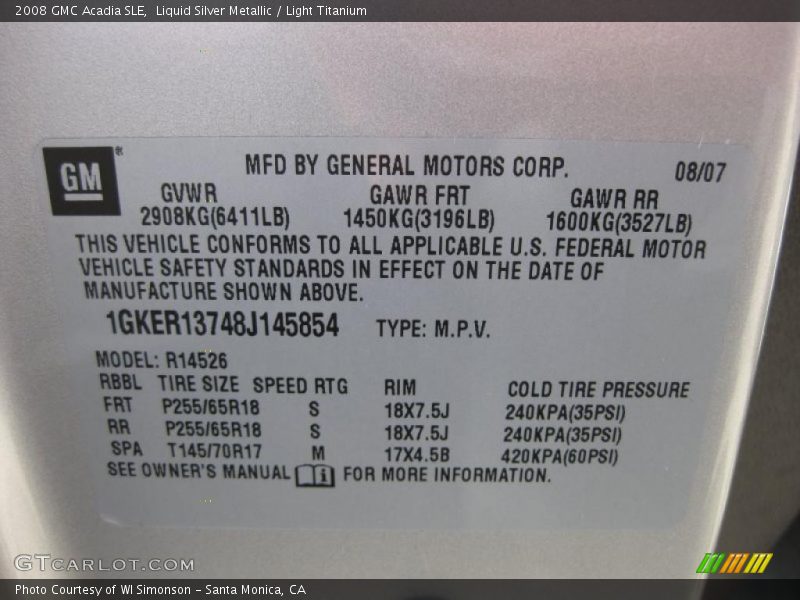 2008 GMC Acadia SLE,  Liquid Silver Metallic / Light Titanium
GM®
MFD BY GENERAL MOTORS CORP. 08/07
GVWR GAWR FRT GAWR RR
2908KG(6411LB) 1450KG(3196LB) 1600KG(3527LB)
THIS VEHICLE CONFORMS TO ALL APPLICABLE U.S. FEDERAL MOTOR
VEHICLE SAFETY STANDARDS IN EFFECT ON THE DATE OF
MANUFACTURE SHOWN ABOVE.
1GKER13748J145854 TYPE: M.P.V.
MODEL: R14526
RBBL TIRE SIZE SPEED RTG RIM COLD TIRE PRESSURE
FRT P255/65R18 S 18X7.5J 240KPA(35PSI)
RR P255/65R18 S 18X7.5J 240KPA(35PSI)
SPA T145/70R17 M 17X4.5B 420KPA(60PSI)
SEE OWNER'S MANUAL i FOR MORE INFORMATION.
GTCARLOT.COM
Photo Courtesy of WI Simonson – Santa Monica, CA